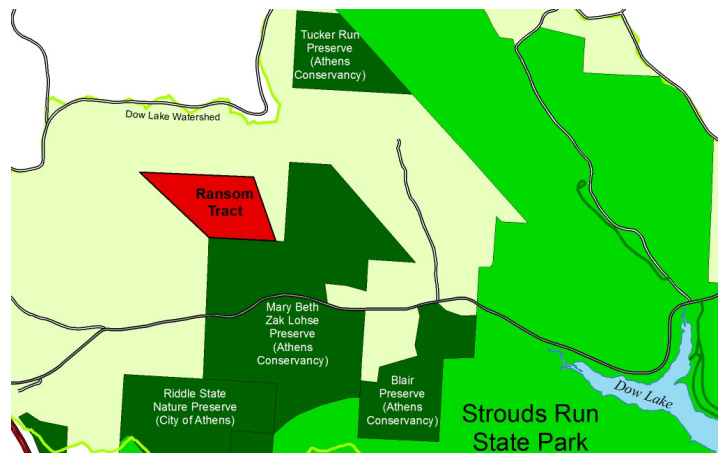 Tucker Run
Preserve
(Athens
Conservancy)
Dow Lake Watershed
Ransom
Tract
Mary Beth
Zak Lohse
Preserve
(Athens
Conservancy)
Riddle State
Nature Preserve
(City of Athens)
Blair
Preserve
(Athens
Conservancy)
Dow Lake
Strouds Run
State Park